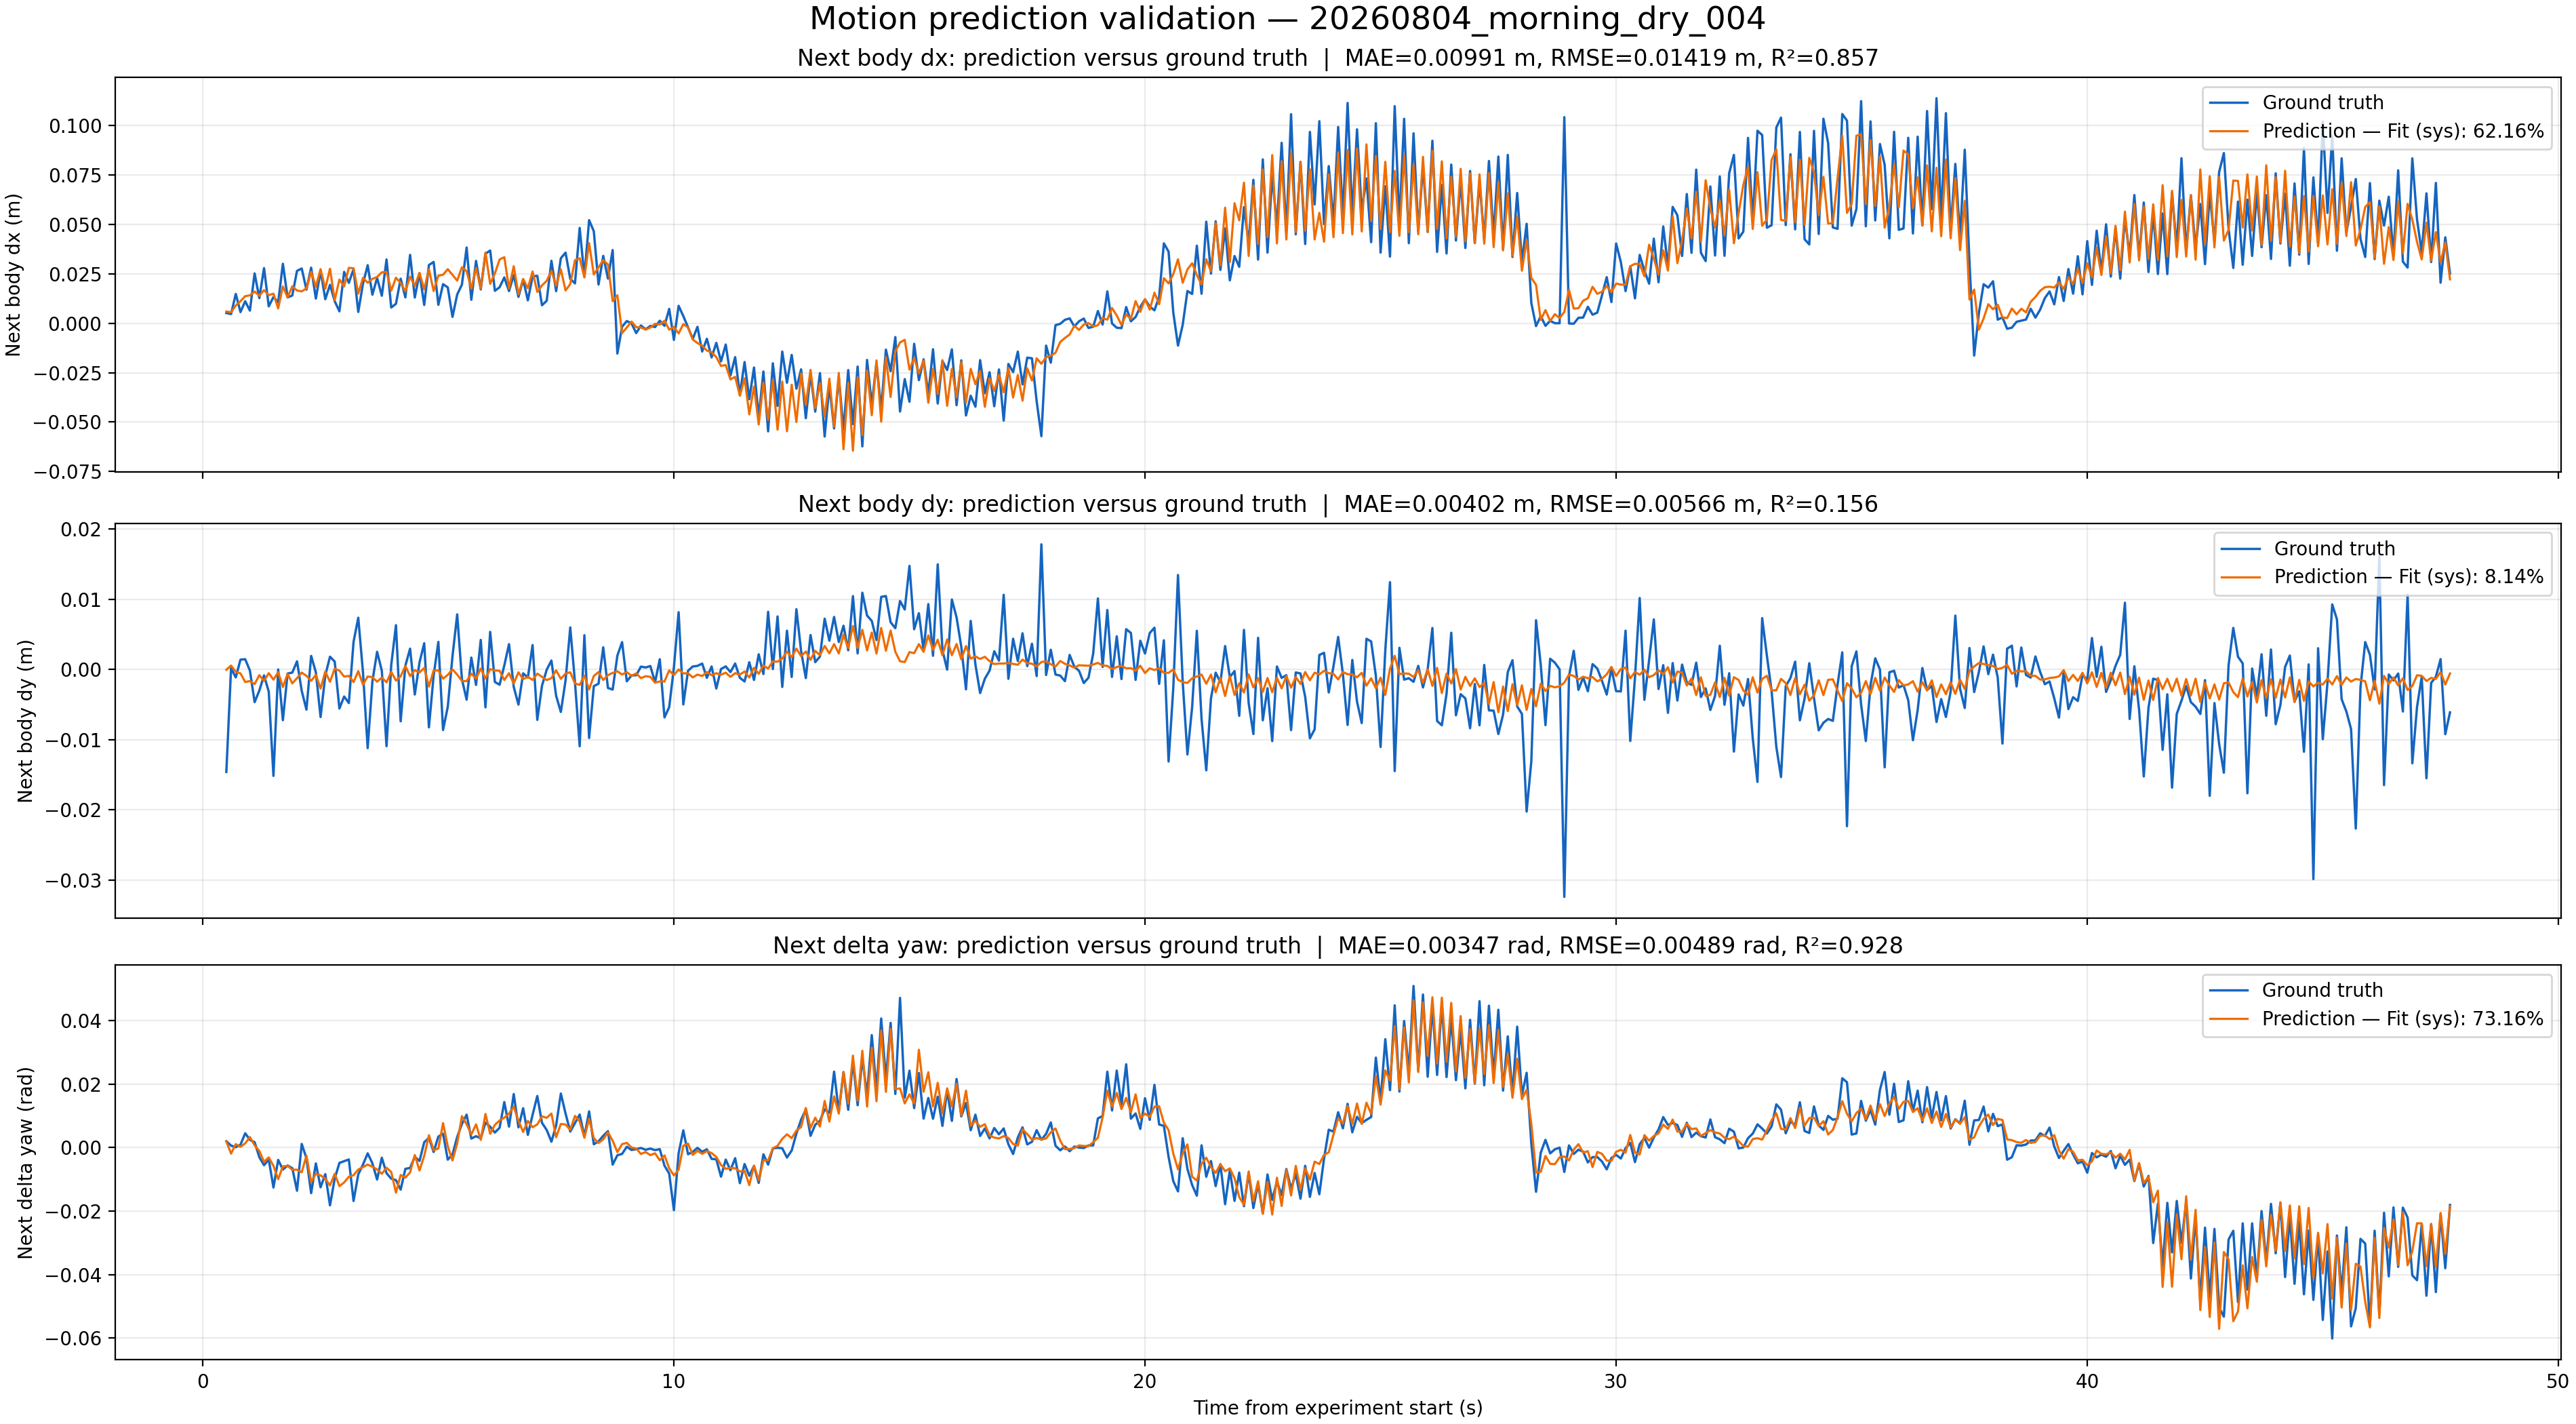 Motion prediction validation — 20260804_morning_dry_004
Next body dx: prediction versus ground truth | MAE=0.00991 m, RMSE=0.01419 m, R²=0.857
Next body dx (m)
0.100
0.075
0.050
0.025
0.000
−0.025
−0.050
−0.075
Ground truth
Prediction — Fit (sys): 62.16%
Next body dy: prediction versus ground truth | MAE=0.00402 m, RMSE=0.00566 m, R²=0.156
Next body dy (m)
0.02
0.01
0.00
−0.01
−0.02
−0.03
Ground truth
Prediction — Fit (sys): 8.14%
Next delta yaw: prediction versus ground truth | MAE=0.00347 rad, RMSE=0.00489 rad, R²=0.928
Next delta yaw (rad)
0.04
0.02
0.00
−0.02
−0.04
−0.06
Ground truth
Prediction — Fit (sys): 73.16%
0 10 20 30 40 50
Time from experiment start (s)